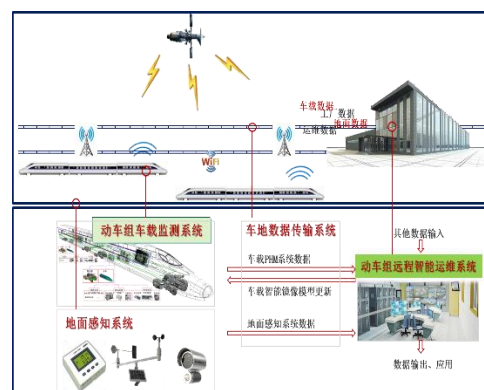 车载数据
工厂数据
地面数据
运维数据
WiFi
动车组车载监测系统
车地数据传输系统
其他数据输入
车载PHM系统数据
动车组远程智能运维系统
车载智能镜像模型更新
地面感知系统
地面感知系统数据
数据输出、应用